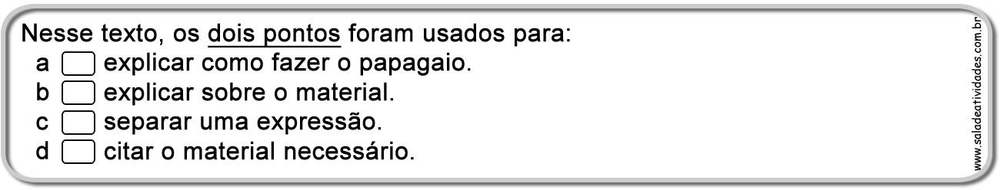 Nesse texto, os dois pontos foram usados para:
a explicar como fazer o papagaio.
b explicar sobre o material.
c separar uma expressão.
d citar o material necessário.
www.saladeatividades.com.br